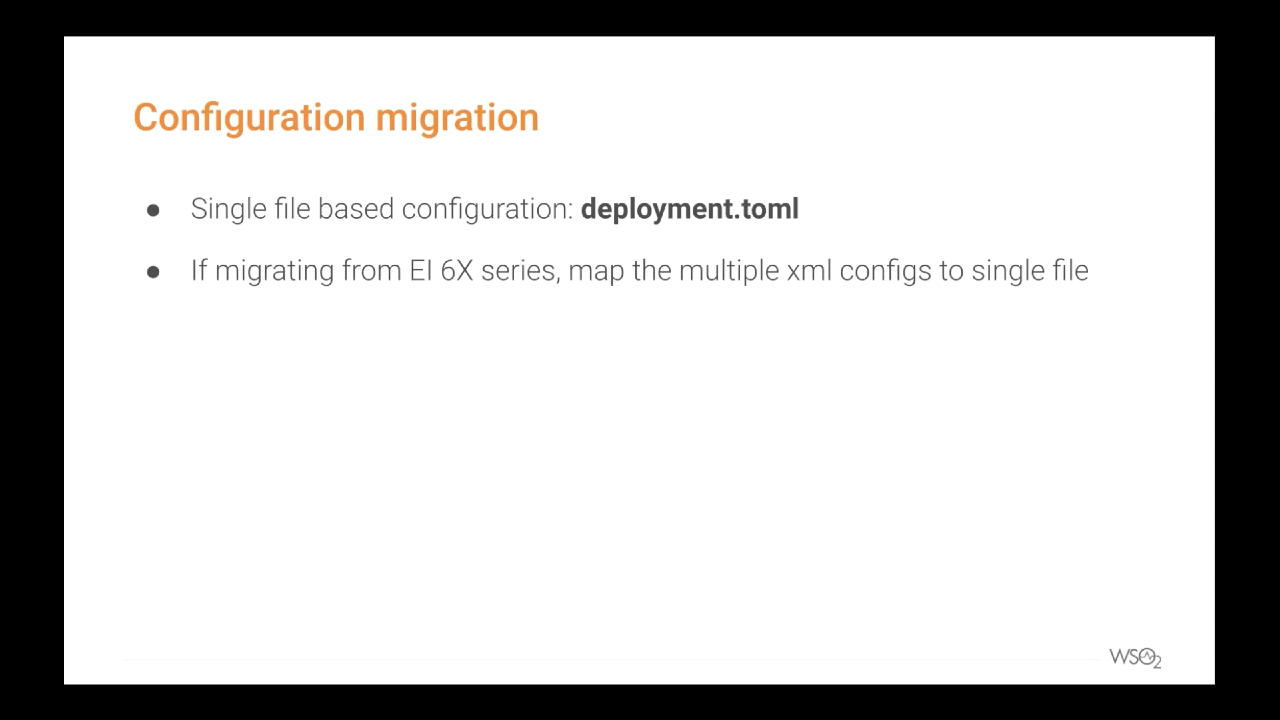 Configuration migration
● Single file based configuration: deployment.toml
● If migrating from EI 6X series, map the multiple xml configs to single file
WSO2